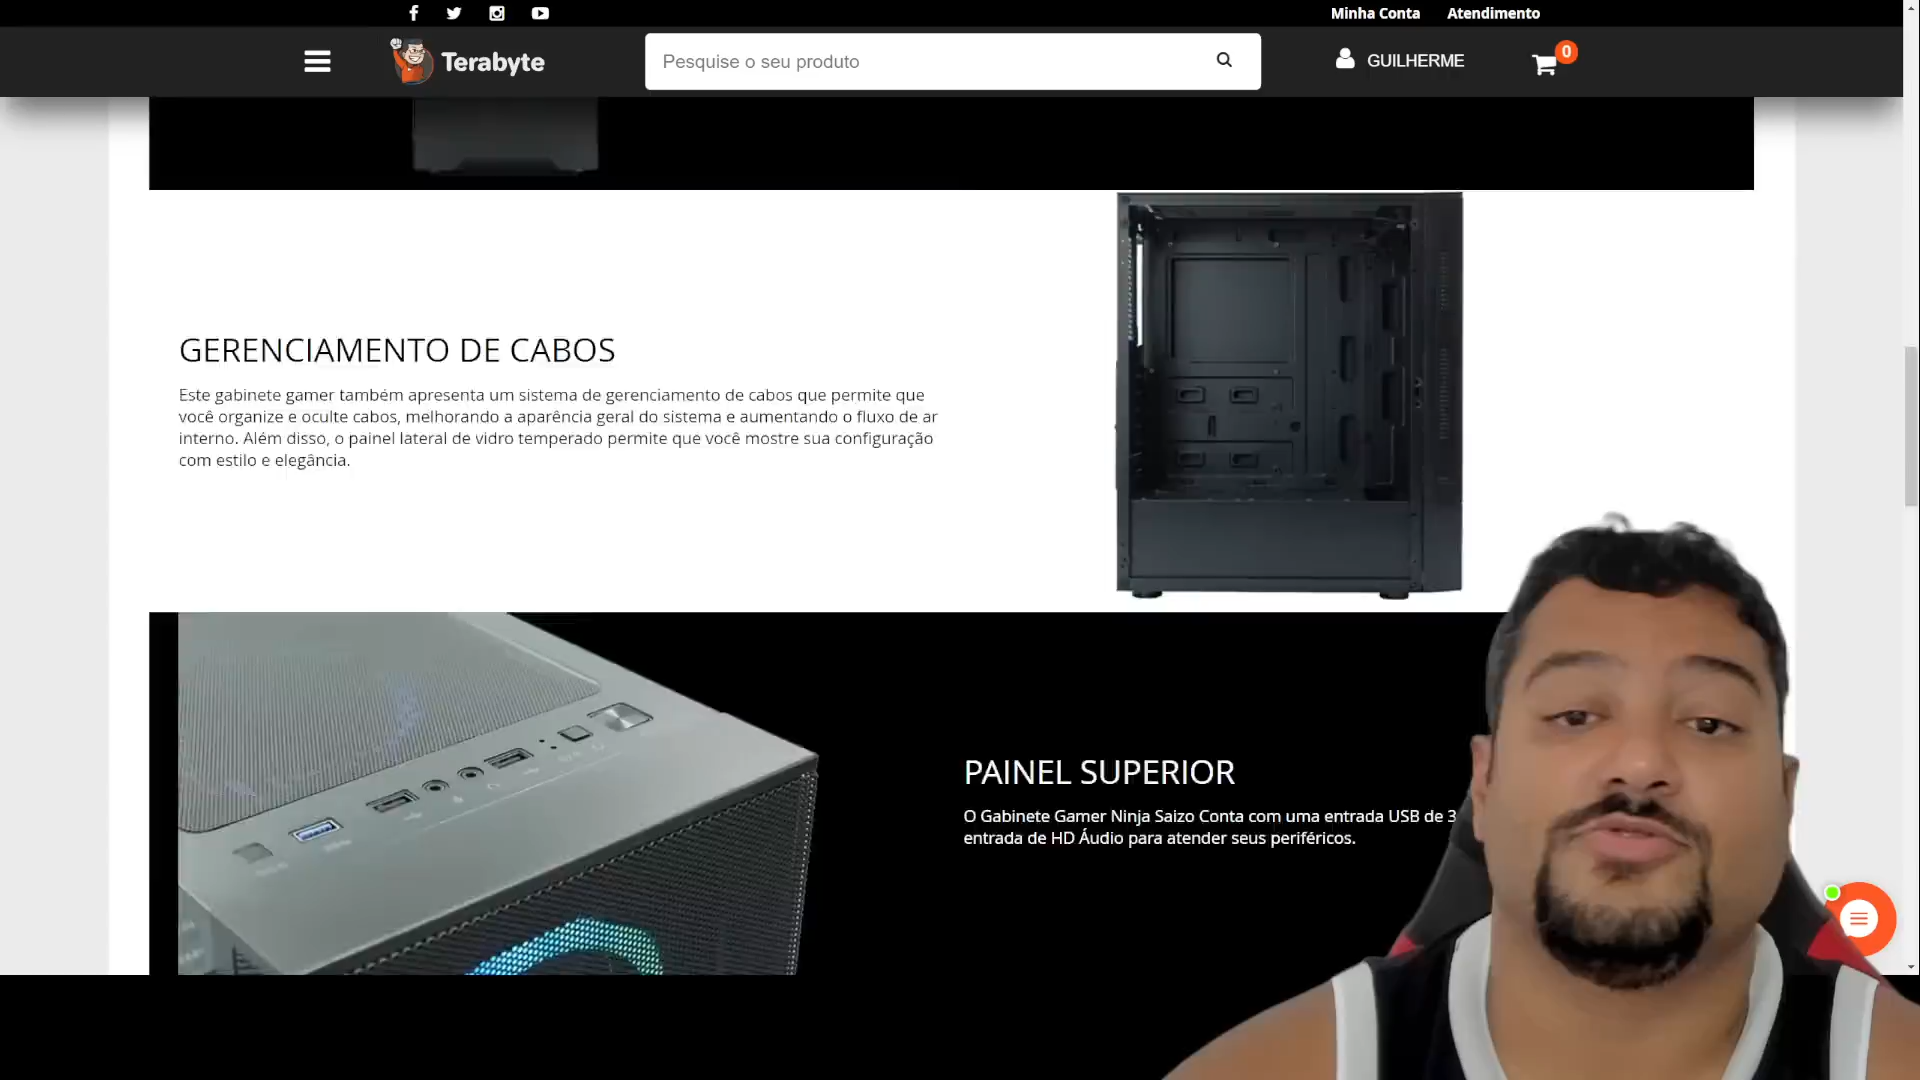 Minha Conta Atendimento
Terabyte
Pesquise o seu produto
GUILHERME
0
GERENCIAMENTO DE CABOS
Este gabinete gamer também apresenta um sistema de gerenciamento de cabos que permite que
você organize e oculte cabos, melhorando a aparência geral do sistema e aumentando o fluxo de ar
interno. Além disso, o painel lateral de vidro temperado permite que você mostre sua configuração
com estilo e elegância.
PAINEL SUPERIOR
O Gabinete Gamer Ninja Saizo Conta com uma entrada USB de 3
entrada de HD Áudio para atender seus periféricos.